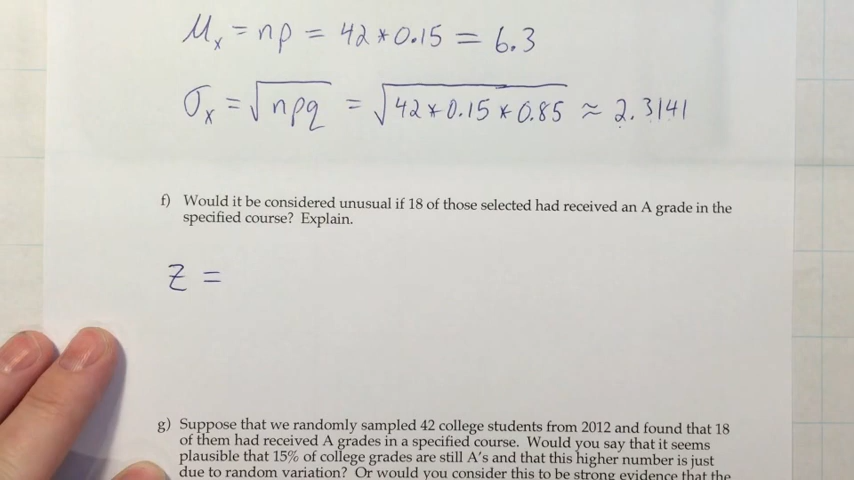 μₓ = np = 42 * 0.15 = 6.3
σₓ = √npq = √42 * 0.15 * 0.85 ≈ 2.3141
f) Would it be considered unusual if 18 of those selected had received an A grade in the
specified course? Explain.
Z =
g) Suppose that we randomly sampled 42 college students from 2012 and found that 18
of them had received A grades in a specified course. Would you say that it seems
plausible that 15% of college grades are still A's and that this higher number is just
due to random variation? Or would you consider this to be strong evidence that the